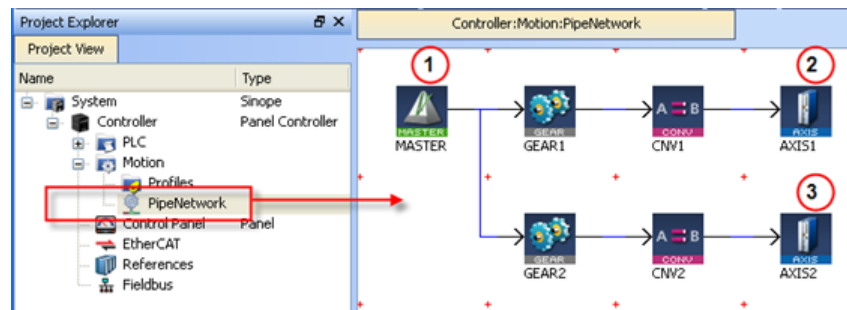 Project Explorer
Project View
Name Type
System Sinope
Controller Panel Controller
PLC
Motion
Profiles
PipeNetwork
Control Panel Panel
EtherCAT
References
Fieldbus
Controller:Motion:PipeNetwork
1
2
MASTER GEAR A B CONV AXIS
MASTER GEAR1 CNV1 AXIS1
3
GEAR A B CONV AXIS
GEAR2 CNV2 AXIS2